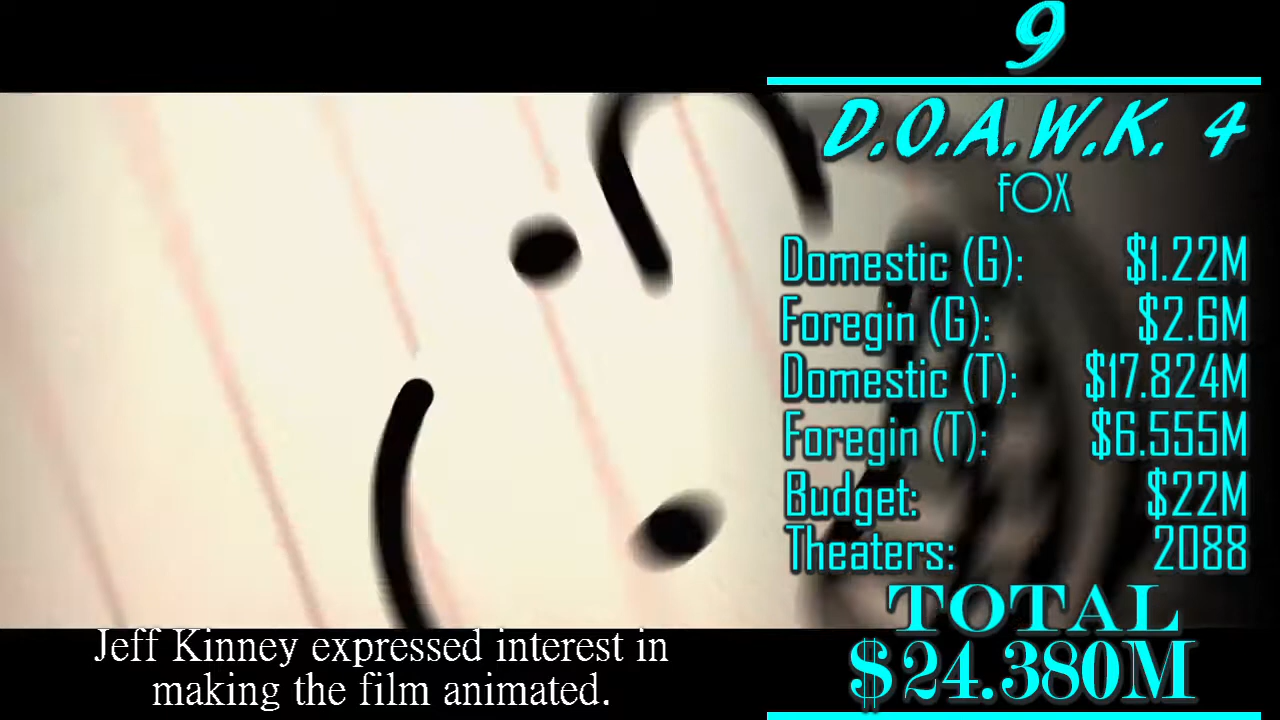 9
D.O.A.W.K. 4
FOX
Domestic (G): $1.22M
Foregin (G): $2.6M
Domestic (T): $17.824M
Foregin (T): $6.555M
Budget: $22M
Theaters: 2088
TOTAL
$24.380M
Jeff Kinney expressed interest in
making the film animated.